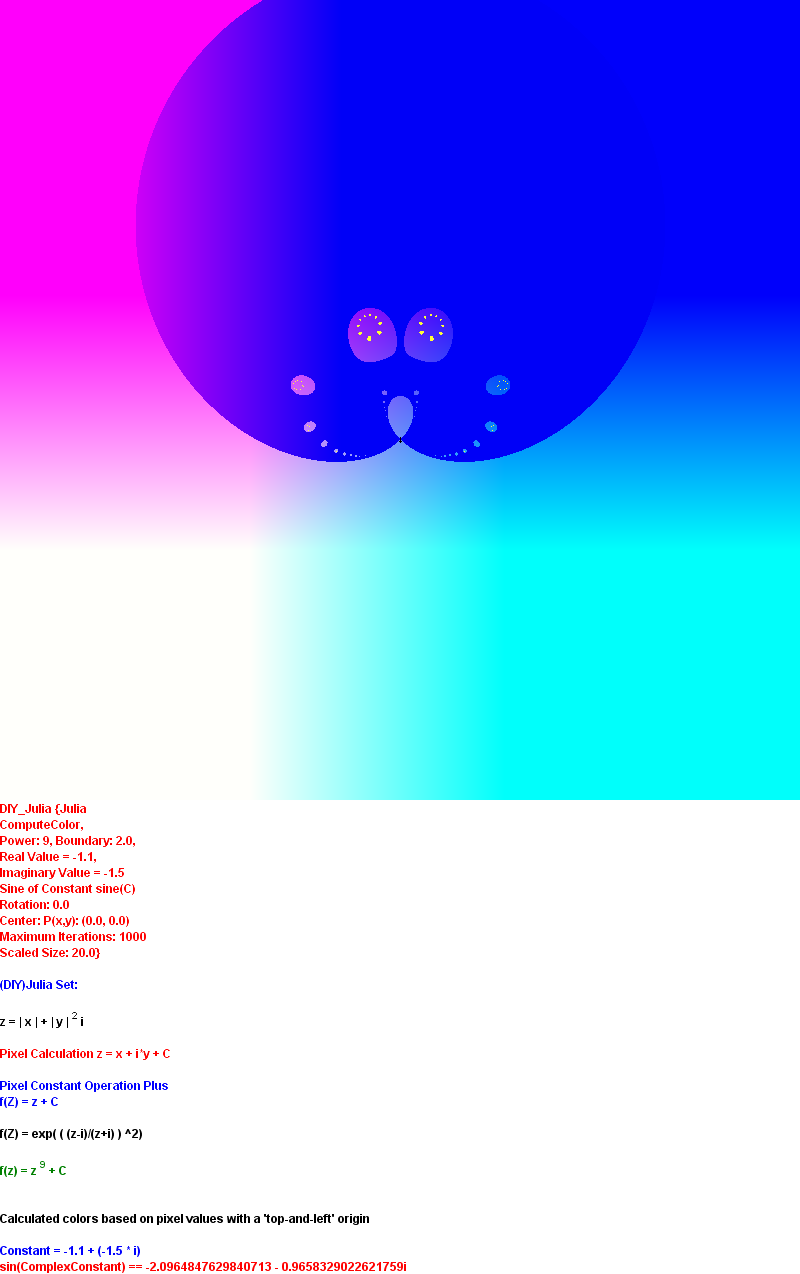 DIY_Julia {Julia
ComputeColor,
Power: 9, Boundary: 2.0,
Real Value = -1.1,
Imaginary Value = -1.5
Sine of Constant sine(C)
Rotation: 0.0
Center: P(x,y): (0.0, 0.0)
Maximum Iterations: 1000
Scaled Size: 20.0}
(DIY)Julia Set:
z = | x | + | y | 2 i
Pixel Calculation z = x + i*y + C
Pixel Constant Operation Plus
f(Z) = z + C
f(Z) = exp( ( (z-i)/(z+i) ) ^2)
f(z) = z 9 + C
Calculated colors based on pixel values with a 'top-and-left' origin
Constant = -1.1 + (-1.5 * i)
sin(ComplexConstant) == -2.0964847629840713 - 0.9658329022621759i